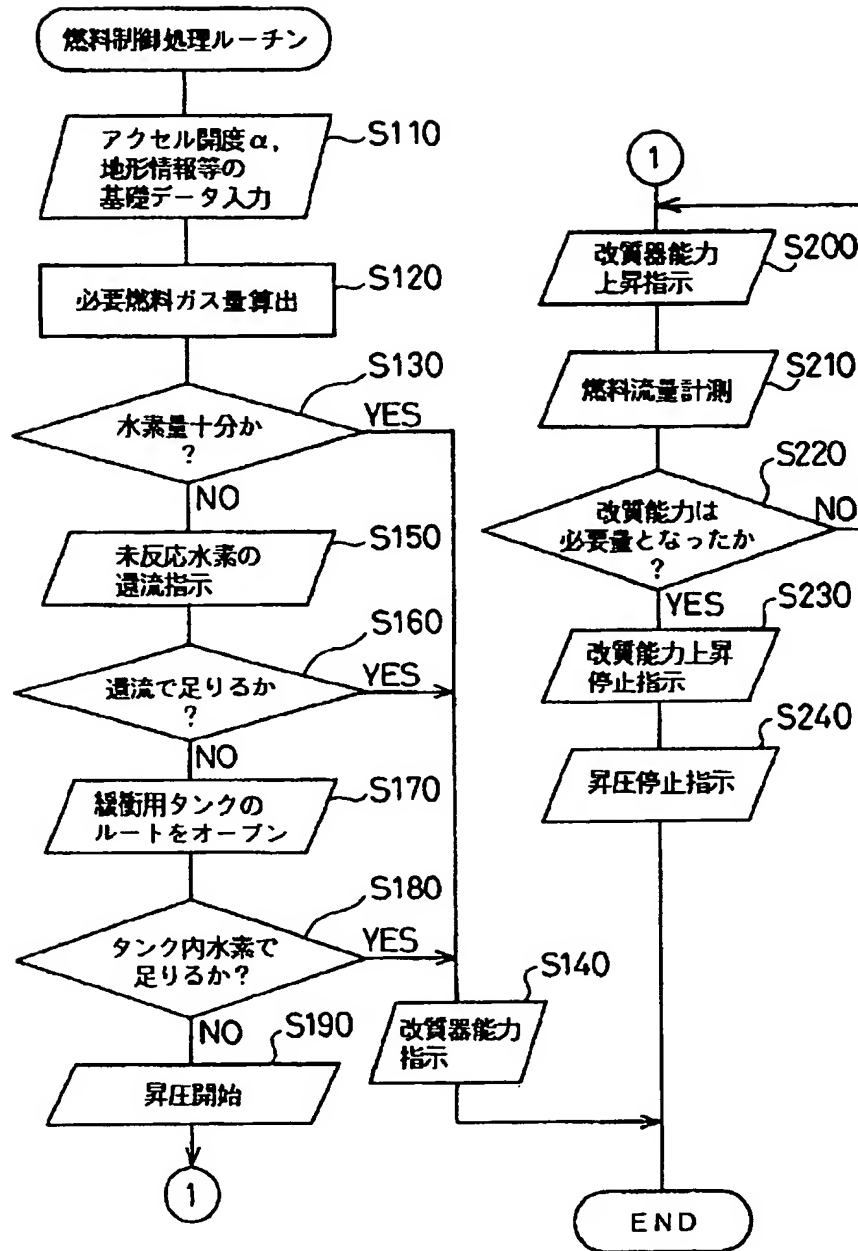 燃料制御処理ルーチン
アクセル開度α,
地形情報等の
基礎データ入力
S110
必要燃料ガス量算出
S120
水素量十分か
?
S130
YES
NO
未反応水素の
還流指示
S150
還流で足りるか
?
S160
YES
NO
緩衝用タンクの
ルートをオープン
S170
タンク内水素で
足りるか?
S180
YES
NO
昇圧開始
S190
1
改質器能力
指示
S140
1
改質器能力
上昇指示
S200
燃料流量計測
S210
改質能力は
必要量となったか
?
S220
NO
YES
改質能力上昇
停止指示
S230
昇圧停止指示
S240
END